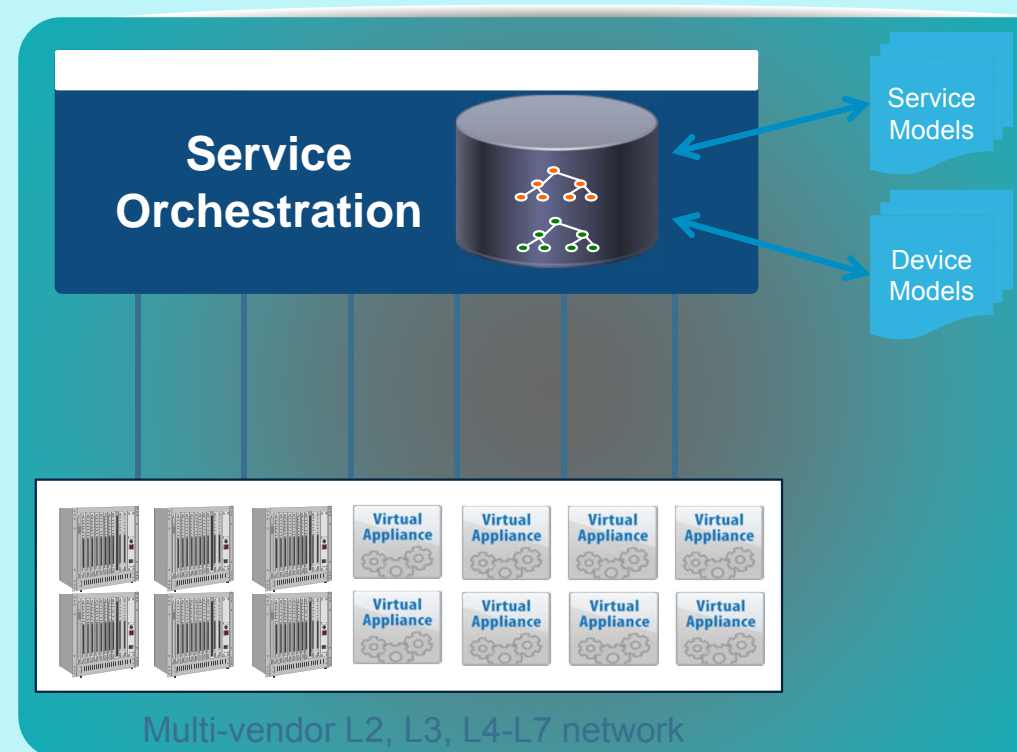 Service
Orchestration
Service
Models
Device
Models
Virtual
Appliance
Virtual
Appliance
Virtual
Appliance
Virtual
Appliance
Virtual
Appliance
Virtual
Appliance
Virtual
Appliance
Virtual
Appliance
Multi-vendor L2, L3, L4-L7 network